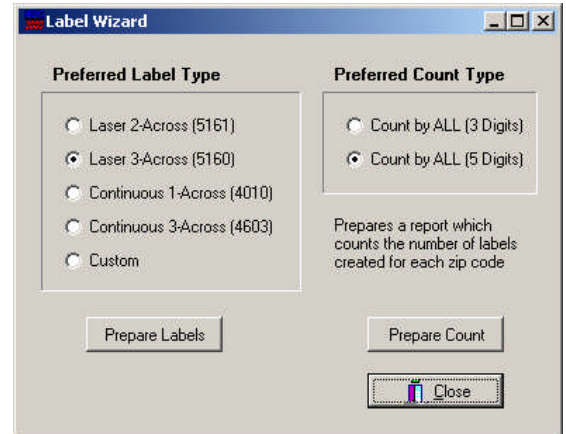 Label Wizard
Preferred Label Type
Laser 2-Across (5161)
Laser 3-Across (5160)
Continuous 1-Across (4010)
Continuous 3-Across (4603)
Custom
Prepare Labels
Preferred Count Type
Count by ALL (3 Digits)
Count by ALL (5 Digits)
Prepares a report which
counts the number of labels
created for each zip code
Prepare Count
Close